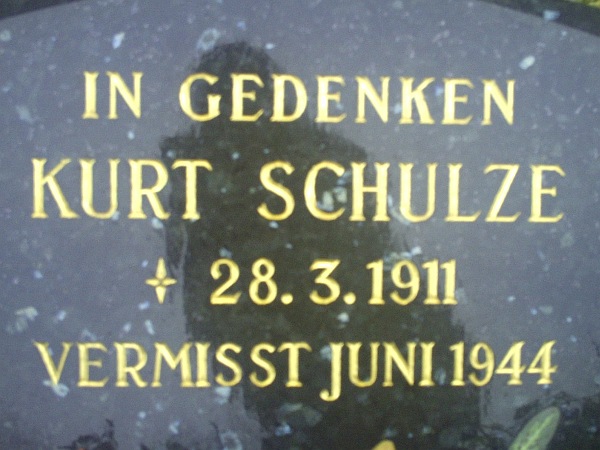 IN GEDENKEN
KURT SCHULZE
✦ 28.3.1911
VERMISST JUNI 1944